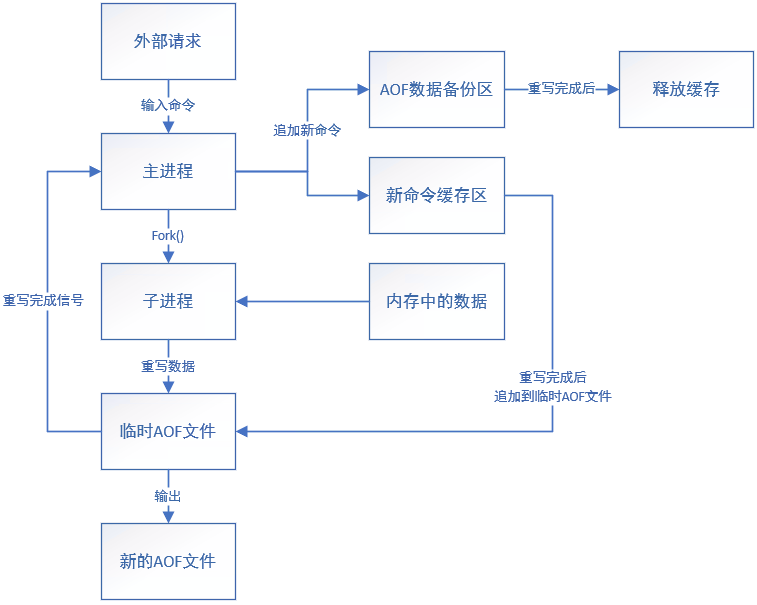 外部请求
输入命令
AOF数据备份区
重写完成后
释放缓存
追加新命令
主进程
新命令缓存区
Fork()
重写完成信号
子进程
内存中的数据
重写数据
重写完成后
追加到临时AOF文件
临时AOF文件
输出
新的AOF文件